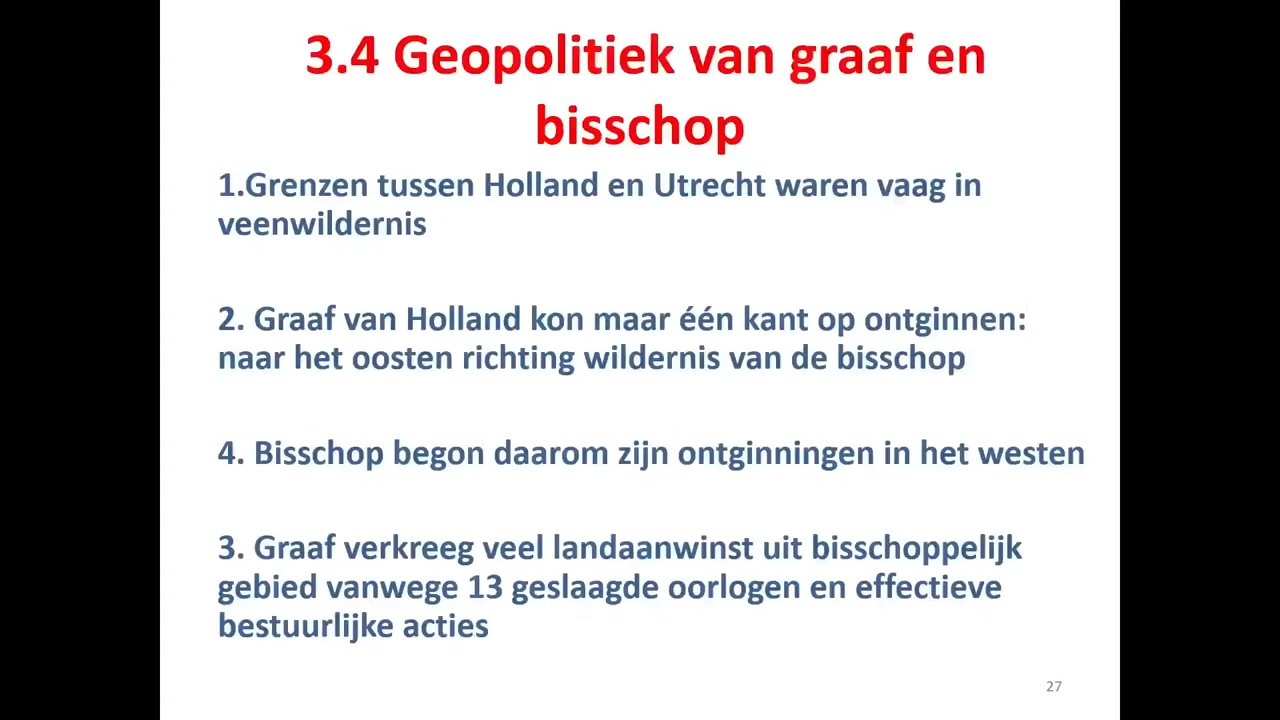 3.4 Geopolitiek van graaf en
bisschop
1.Grenzen tussen Holland en Utrecht waren vaag in
veenwildernis
2. Graaf van Holland kon maar één kant op ontginnen:
naar het oosten richting wildernis van de bisschop
4. Bisschop begon daarom zijn ontginningen in het westen
3. Graaf verkreeg veel landaanwinst uit bisschoppelijk
gebied vanwege 13 geslaagde oorlogen en effectieve
bestuurlijke acties
27